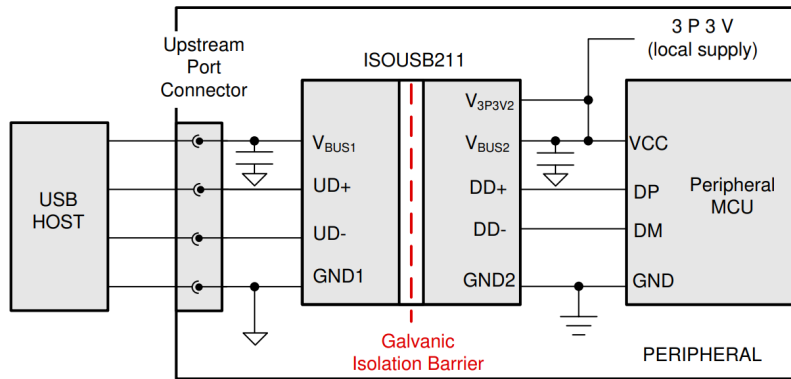 Upstream
Port
Connector
ISOUSB211
3 P 3 V
(local supply)
USB
HOST
VBUS1
UD+
UD-
GND1
V3P3V2
VBUS2
DD+
DD-
GND2
VCC
DP
DM
GND
Peripheral
MCU
Galvanic
Isolation Barrier
PERIPHERAL